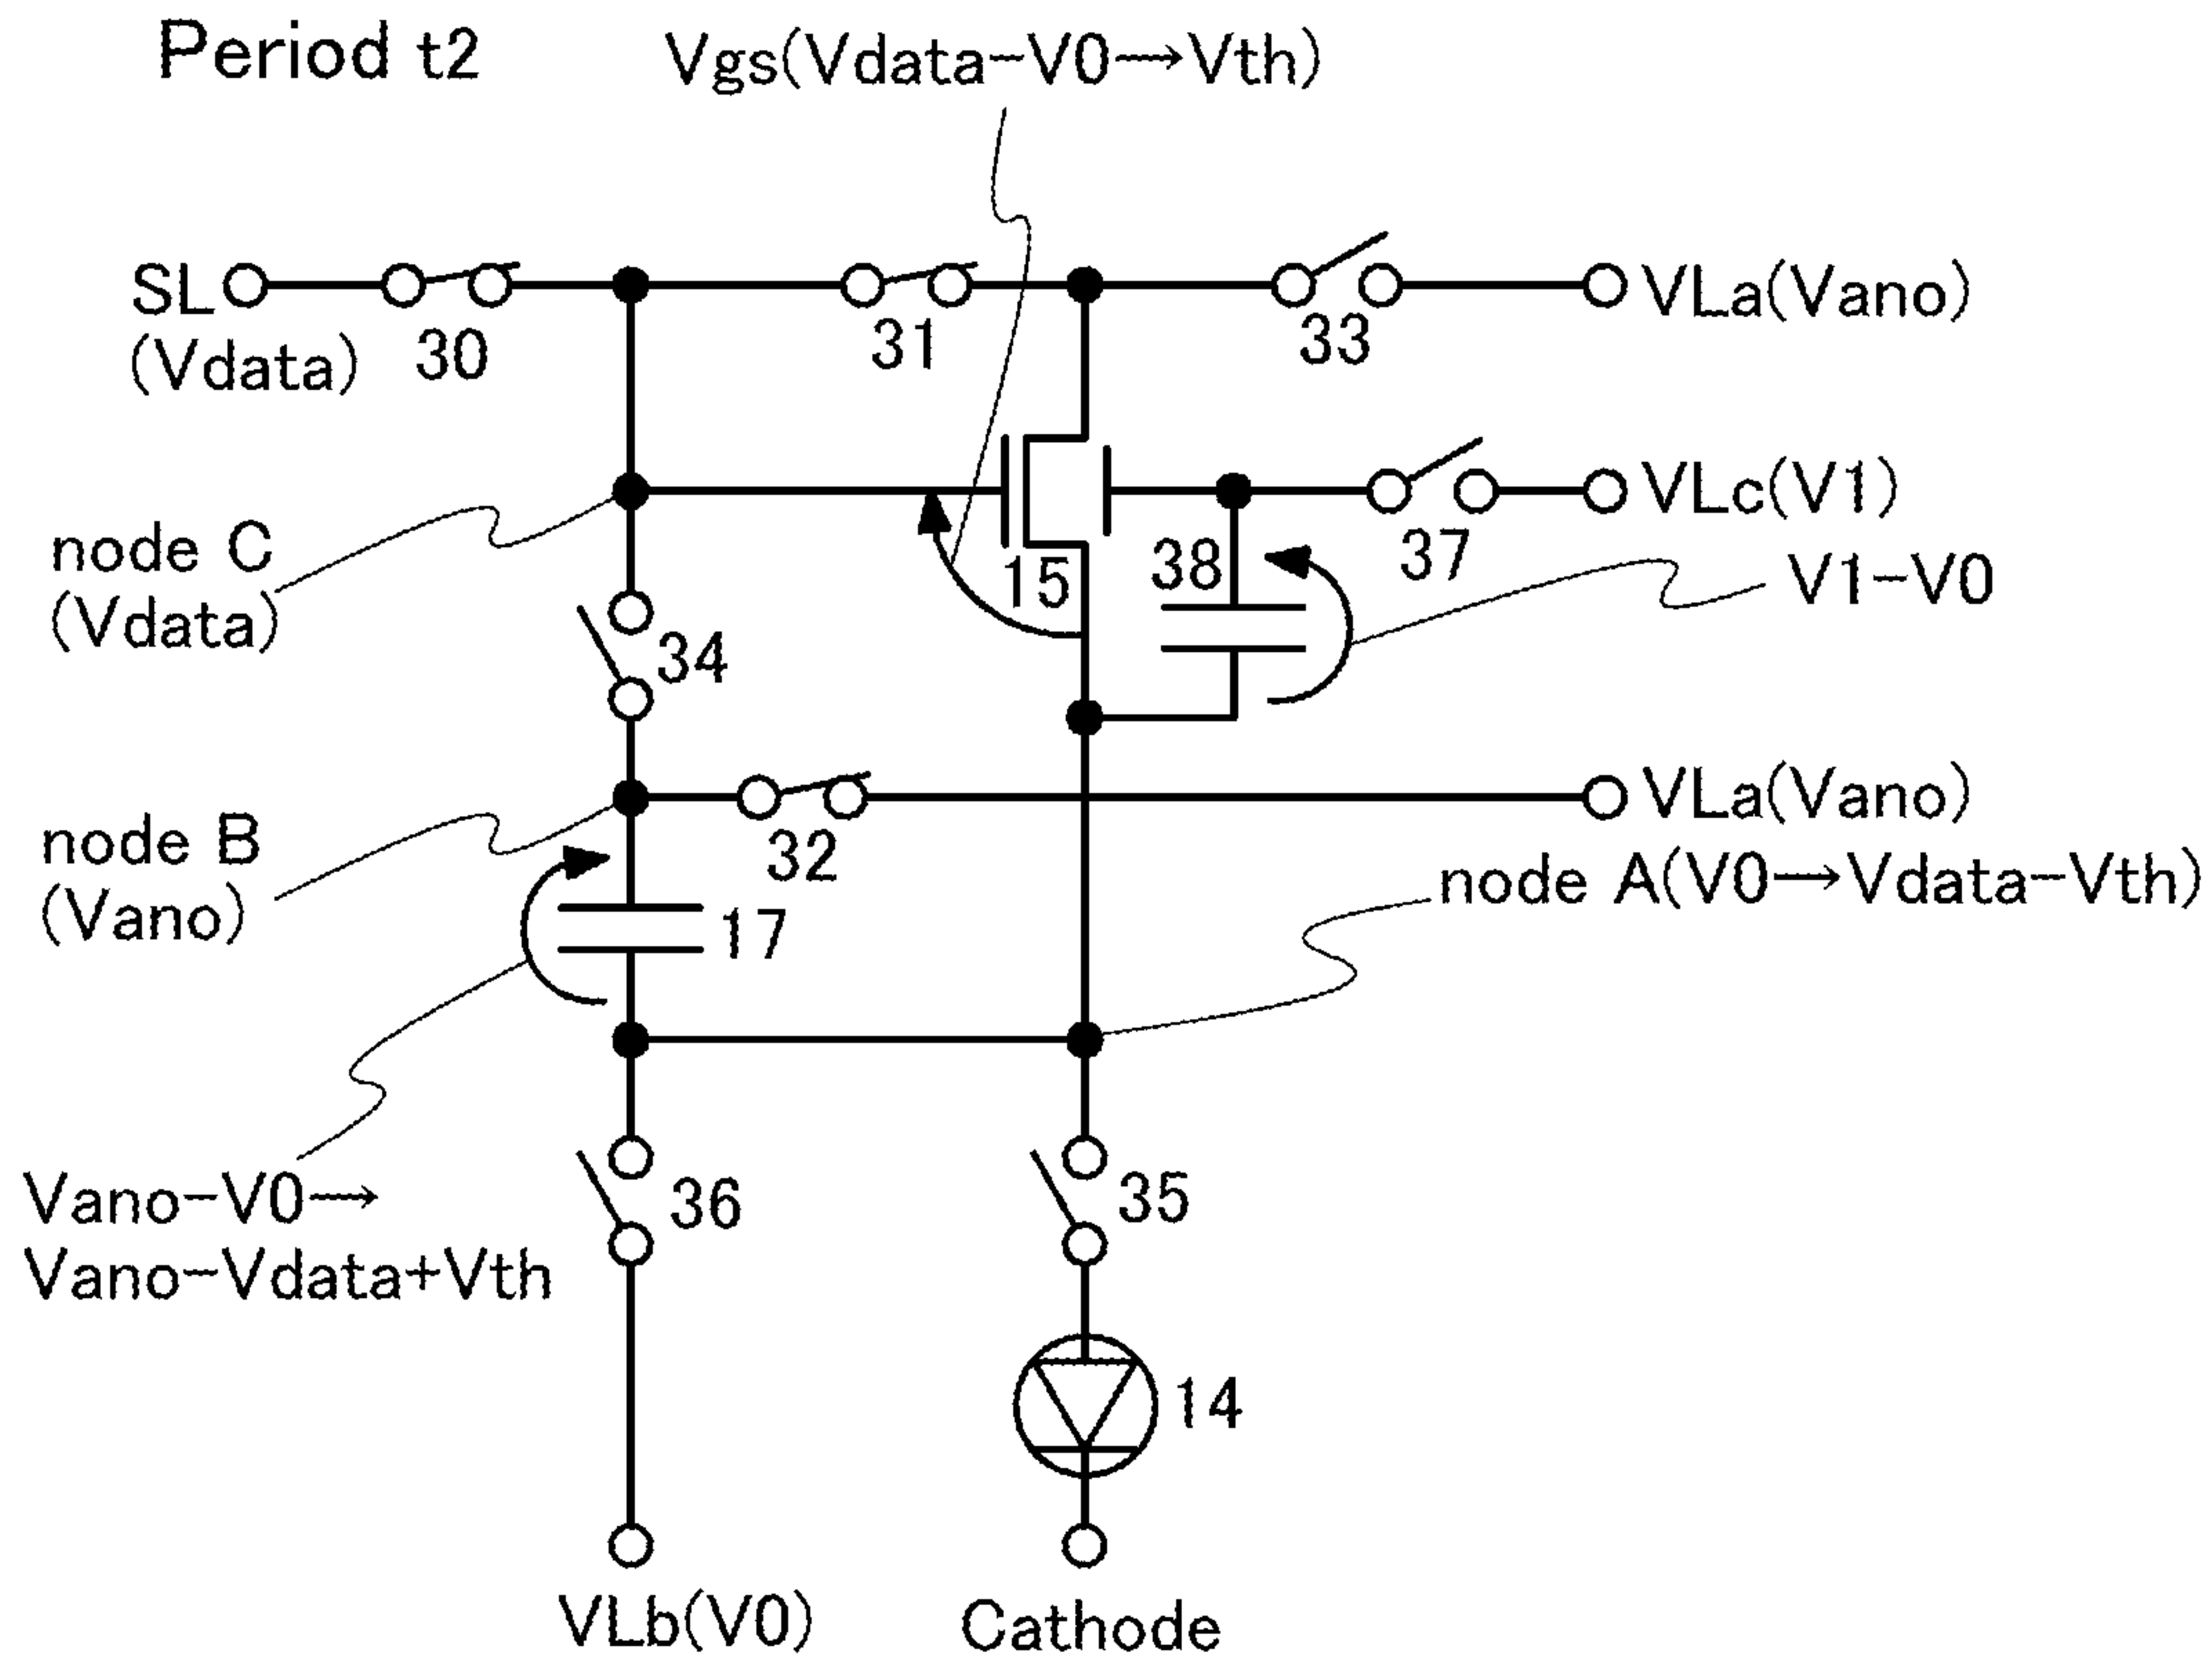 Period t2
Vgs(Vdata-V0→Vth)
SL
(Vdata)
30
31
33
VLa(Vano)
node C
(Vdata)
15
38
37
VLc(V1)
V1-V0
34
node B
(Vano)
32
VLa(Vano)
node A(V0→Vdata-Vth)
17
Vano-V0→
Vano-Vdata+Vth
36
35
14
VLb(V0)
Cathode